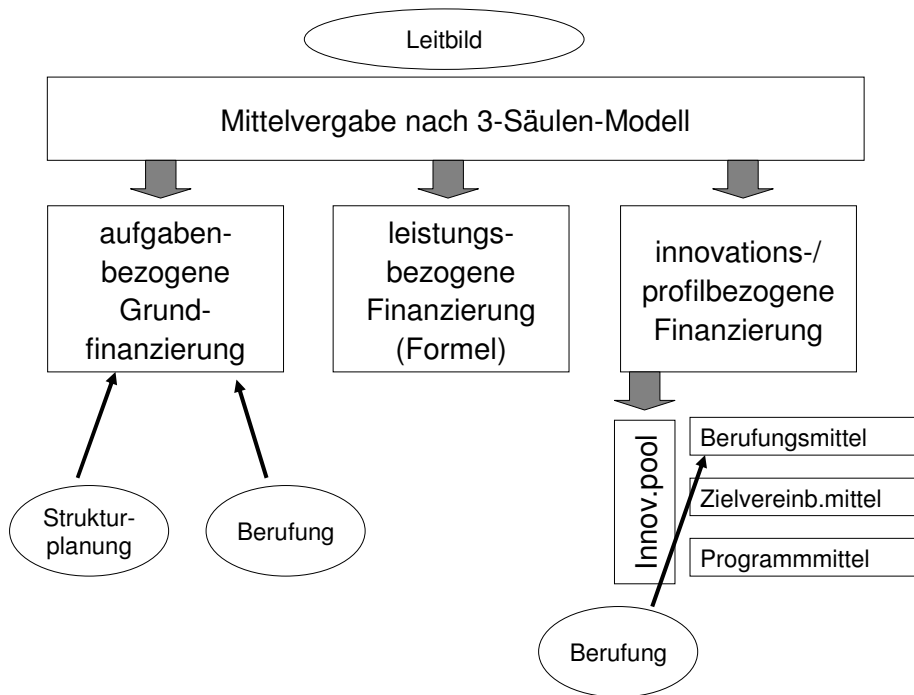 Leitbild
Mittelvergabe nach 3-Säulen-Modell
aufgaben-
bezogene
Grund-
finanzierung
leistungs-
bezogene
Finanzierung
(Formel)
innovations-/
profilbezogene
Finanzierung
Innov.pool
Berufungsmittel
Zielvereinb.mittel
Programmmittel
Struktur-
planung
Berufung
Berufung